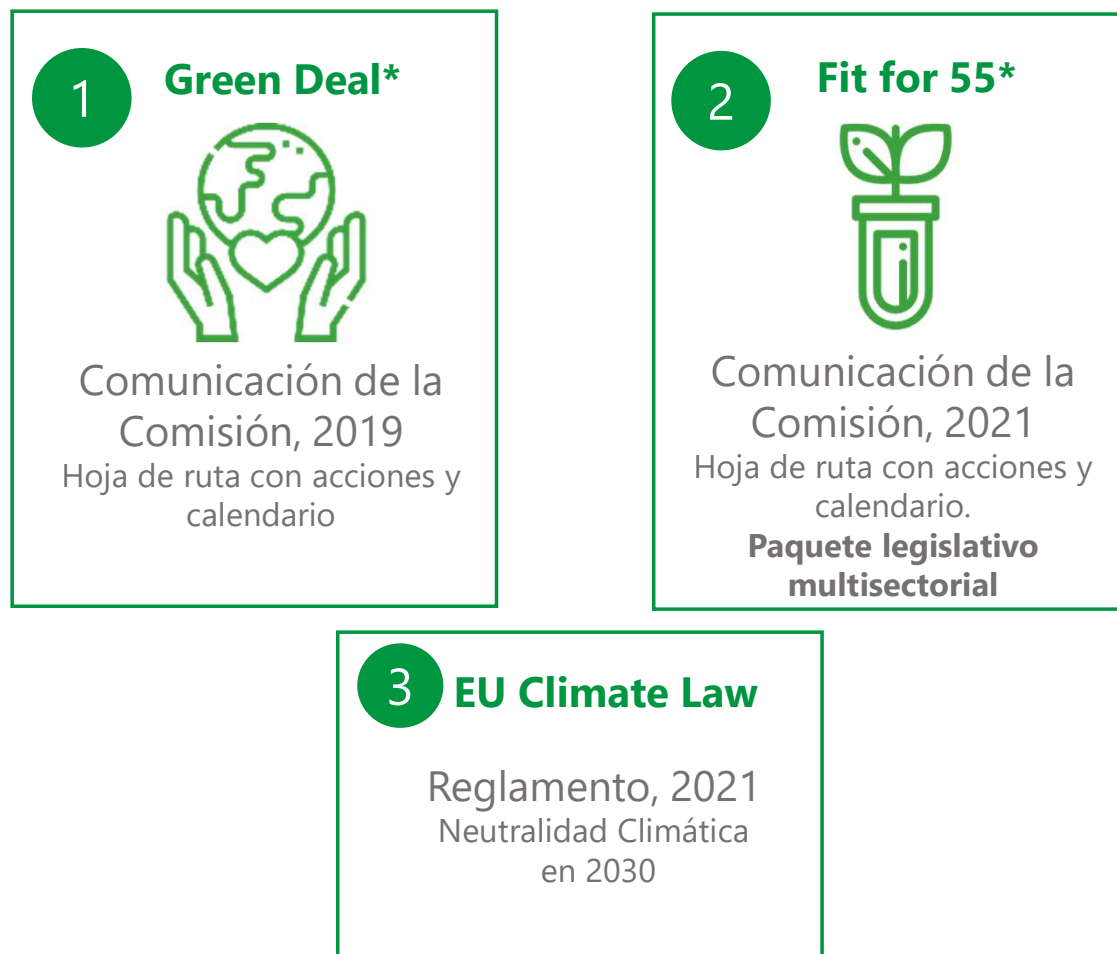 1
Green Deal*
Comunicación de la
Comisión, 2019
Hoja de ruta con acciones y
calendario
2
Fit for 55*
Comunicación de la
Comisión, 2021
Hoja de ruta con acciones y
calendario.
Paquete legislativo
multisectorial
3
EU Climate Law
Reglamento, 2021
Neutralidad Climática
en 2030